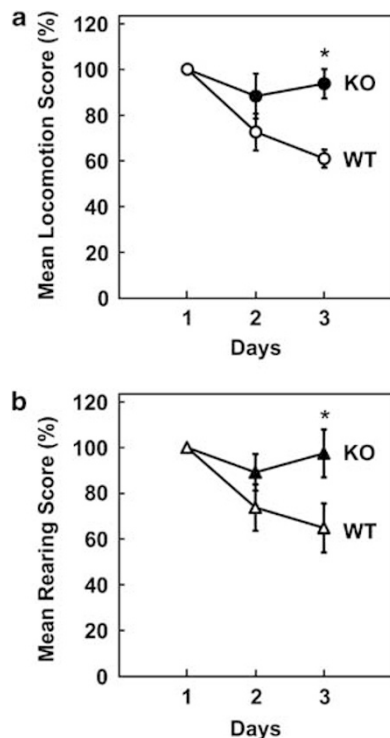 a
Mean Locomotion Score (%)
120
100
80
60
40
20
0
*
KO
WT
1 2 3
Days
b
Mean Rearing Score (%)
120
100
80
60
40
20
0
*
KO
WT
1 2 3
Days